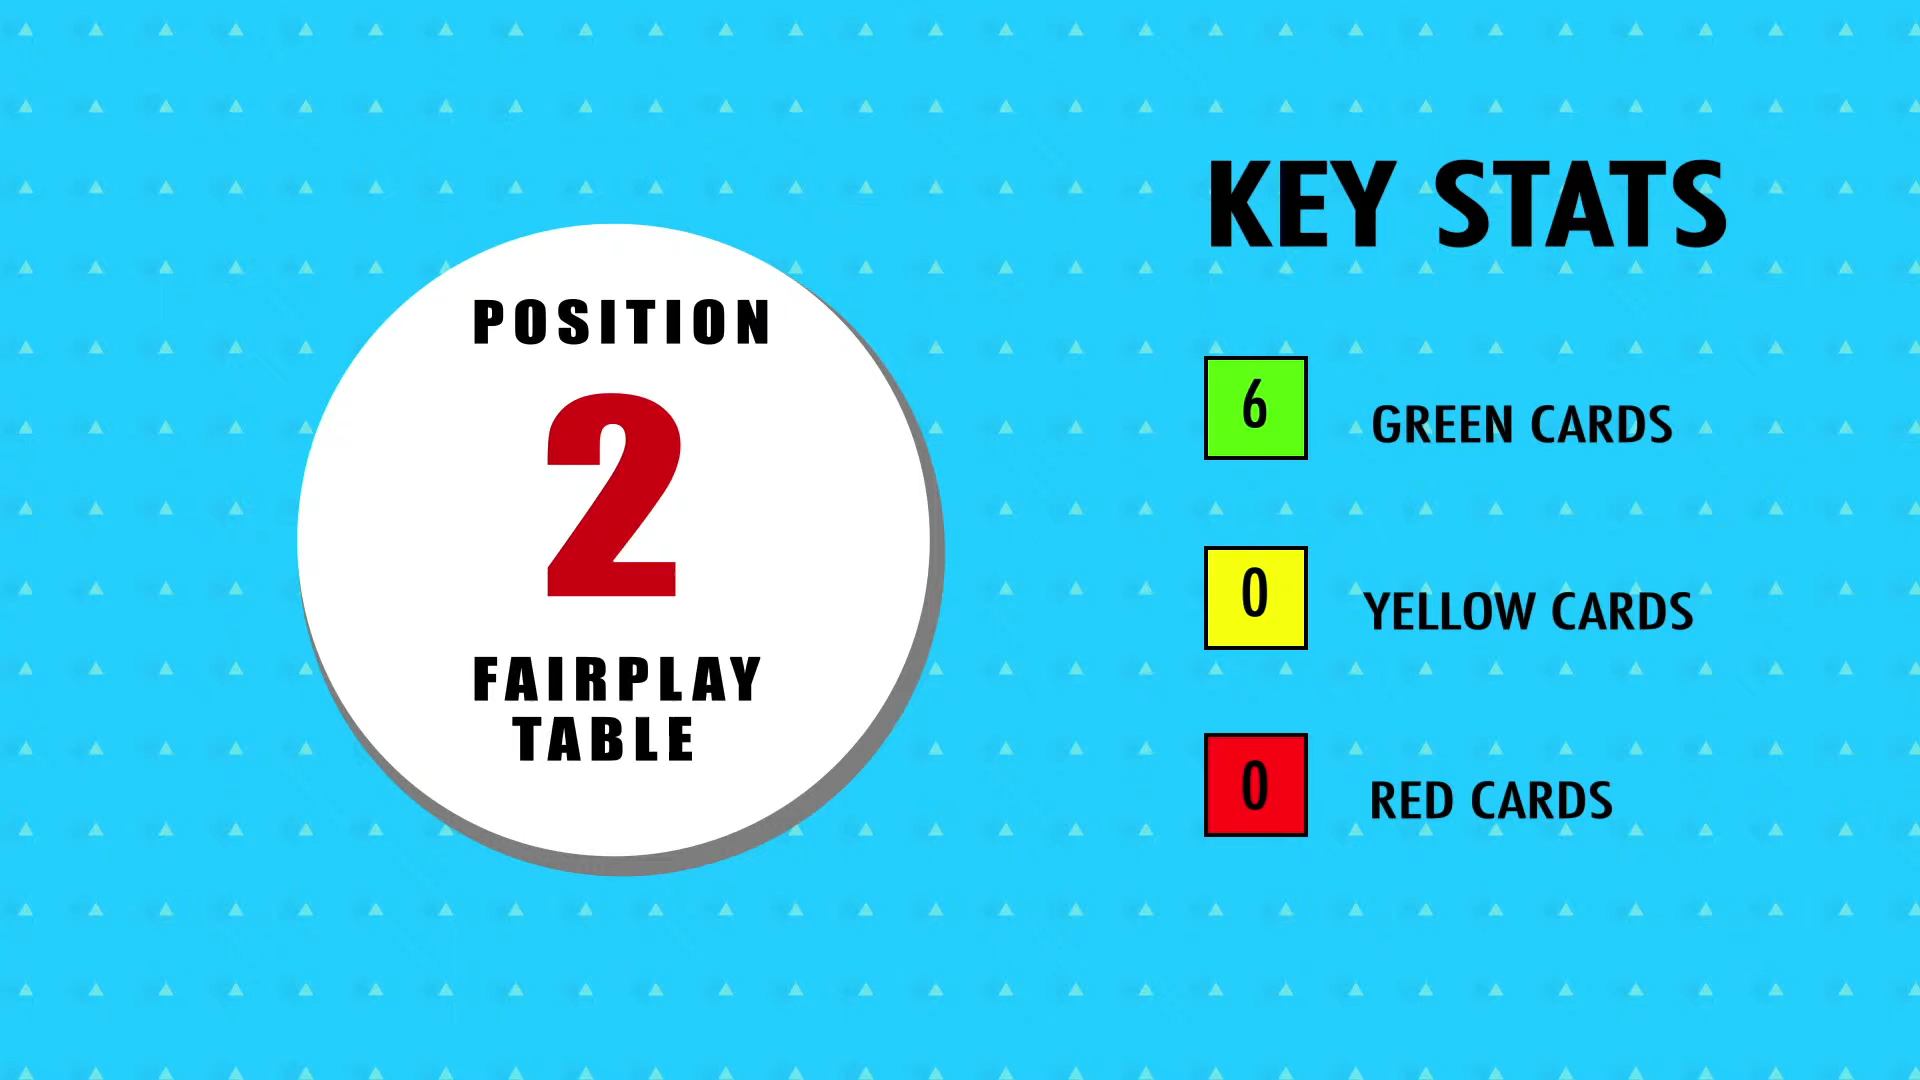 POSITION
2
FAIRPLAY
TABLE
KEY STATS
6 GREEN CARDS
0 YELLOW CARDS
0 RED CARDS